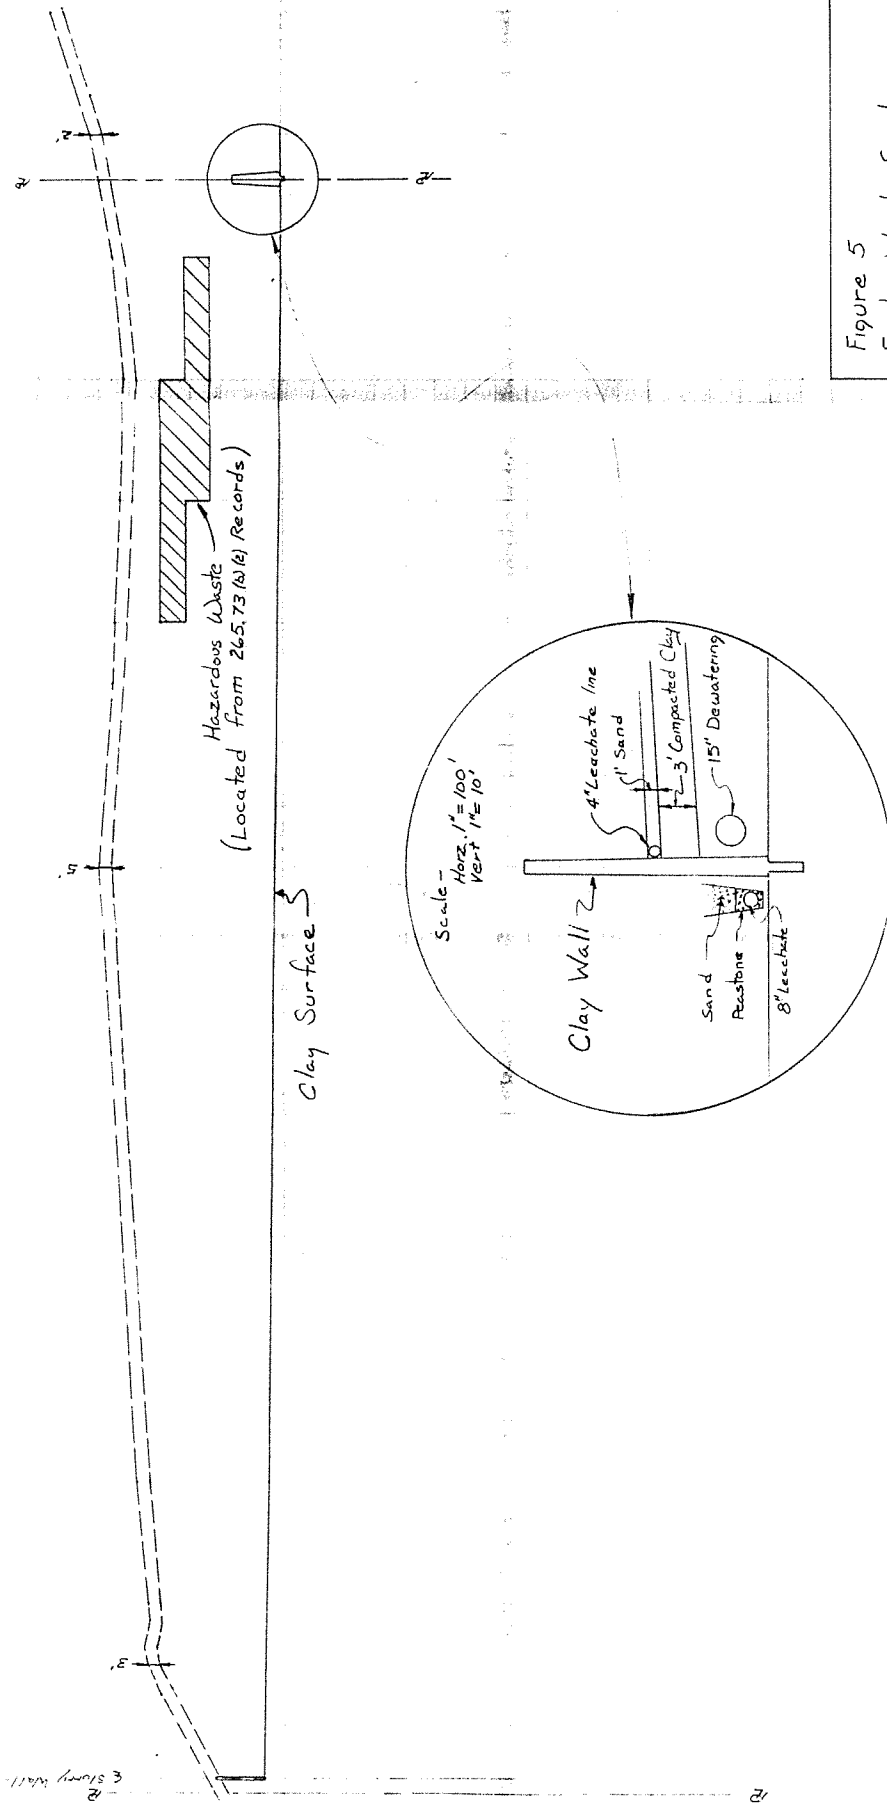 ℄ Slurry Wall
3'
5'
2'
Hazardous Waste
(Located from 265.73(b)(2) Records)
Clay Surface
Scale -
Horz. 1"=100'
Vert 1"=10'
Clay Wall
4" Leachate line
1' Sand
3' Compacted Clay
15" Dewatering
Sand
Peastone
8" Leachate
Figure 5